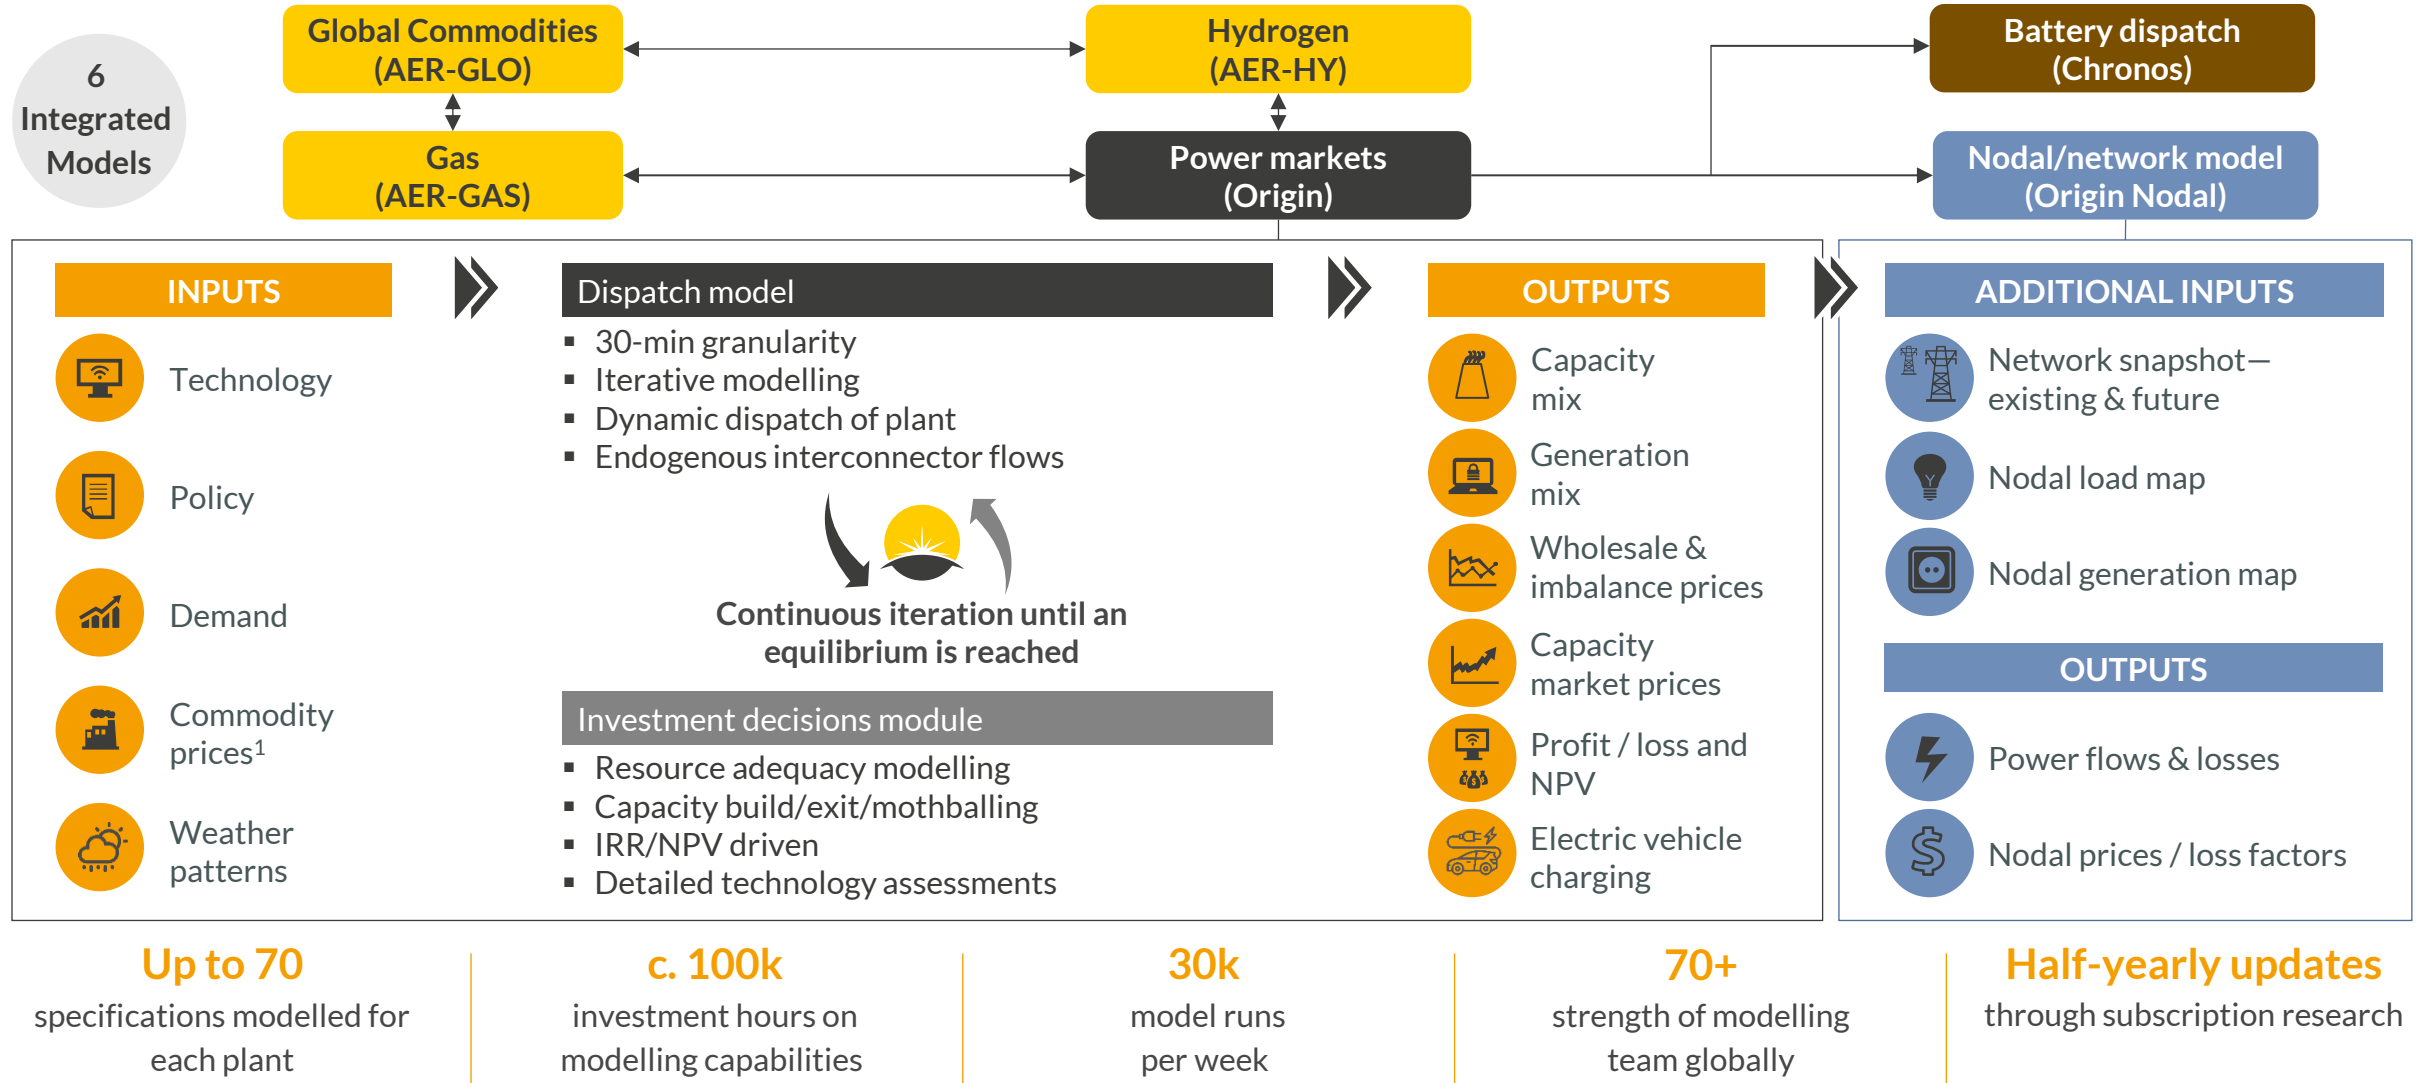 6
Integrated
Models
Global Commodities
(AER-GLO)
Hydrogen
(AER-HY)
Battery dispatch
(Chronos)
Gas
(AER-GAS)
Power markets
(Origin)
Nodal/network model
(Origin Nodal)
INPUTS
Technology
Policy
Demand
Commodity
prices¹
Weather
patterns
Dispatch model
▪ 30-min granularity
▪ Iterative modelling
▪ Dynamic dispatch of plant
▪ Endogenous interconnector flows
Continuous iteration until an
equilibrium is reached
Investment decisions module
▪ Resource adequacy modelling
▪ Capacity build/exit/mothballing
▪ IRR/NPV driven
▪ Detailed technology assessments
OUTPUTS
Capacity
mix
Generation
mix
Wholesale &
imbalance prices
Capacity
market prices
Profit / loss and
NPV
Electric vehicle
charging
ADDITIONAL INPUTS
Network snapshot—
existing & future
Nodal load map
Nodal generation map
OUTPUTS
Power flows & losses
Nodal prices / loss factors
Up to 70
specifications modelled for
each plant
c. 100k
investment hours on
modelling capabilities
30k
model runs
per week
70+
strength of modelling
team globally
Half-yearly updates
through subscription research